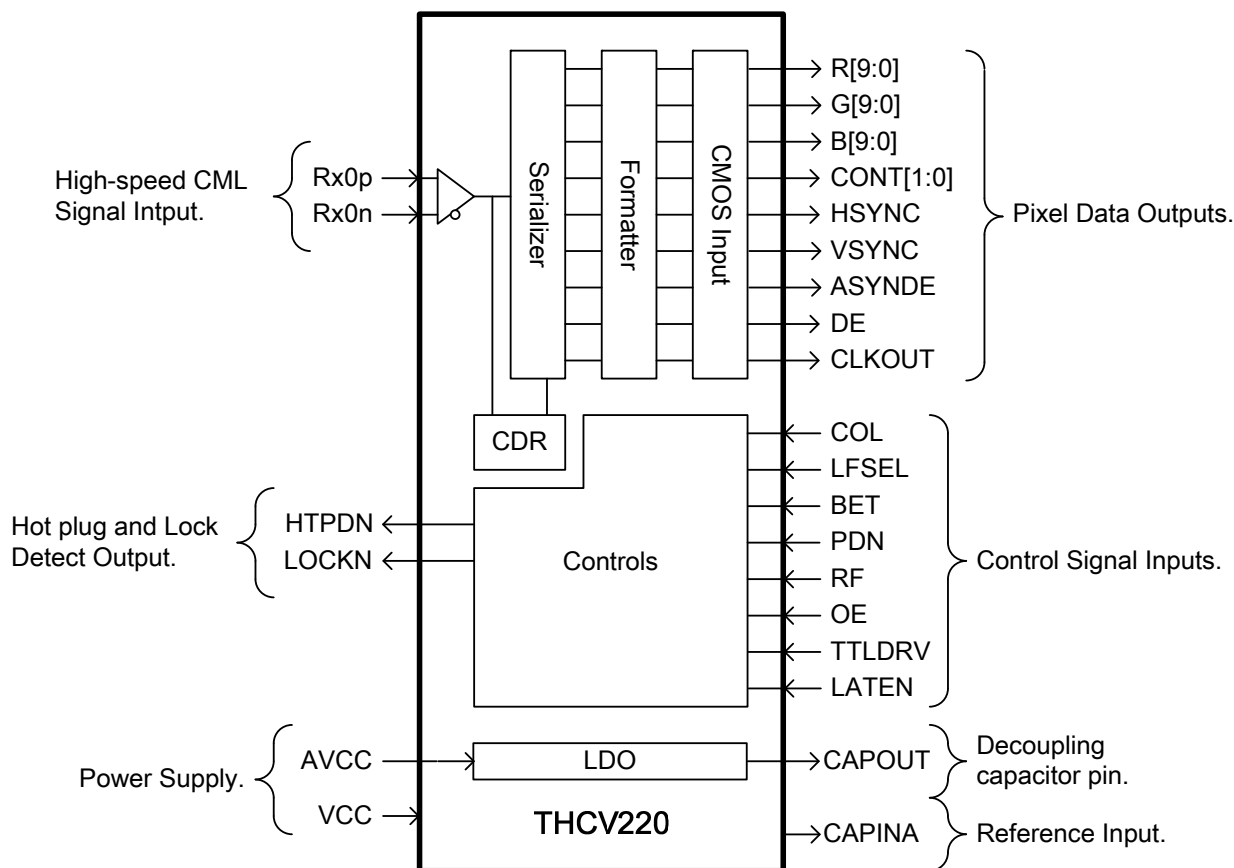 High-speed CML
Signal Intput.
Rx0p
Rx0n
Serializer
Formatter
CMOS Input
R[9:0]
G[9:0]
B[9:0]
CONT[1:0]
HSYNC
VSYNC
ASYNDE
DE
CLKOUT
Pixel Data Outputs.
CDR
Hot plug and Lock
Detect Output.
HTPDN
LOCKN
Controls
COL
LFSEL
BET
PDN
RF
OE
TTLDRV
LATEN
Control Signal Inputs.
Power Supply.
AVCC
VCC
LDO
THCV220
CAPOUT
CAPINA
Decoupling
capacitor pin.
Reference Input.